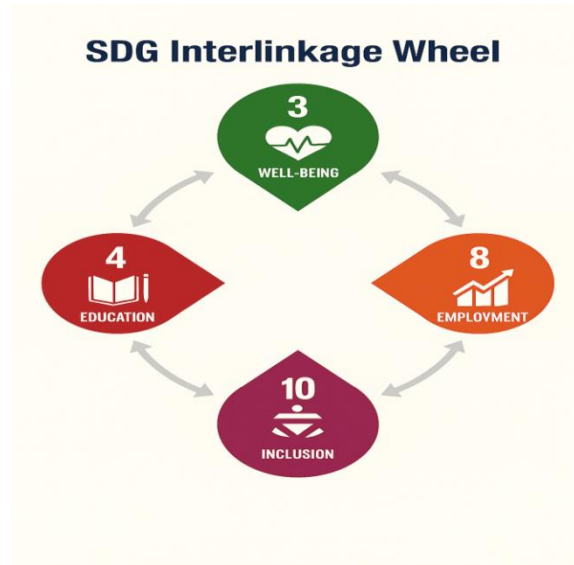 SDG Interlinkage Wheel
3
WELL-BEING
4
EDUCATION
8
EMPLOYMENT
10
INCLUSION